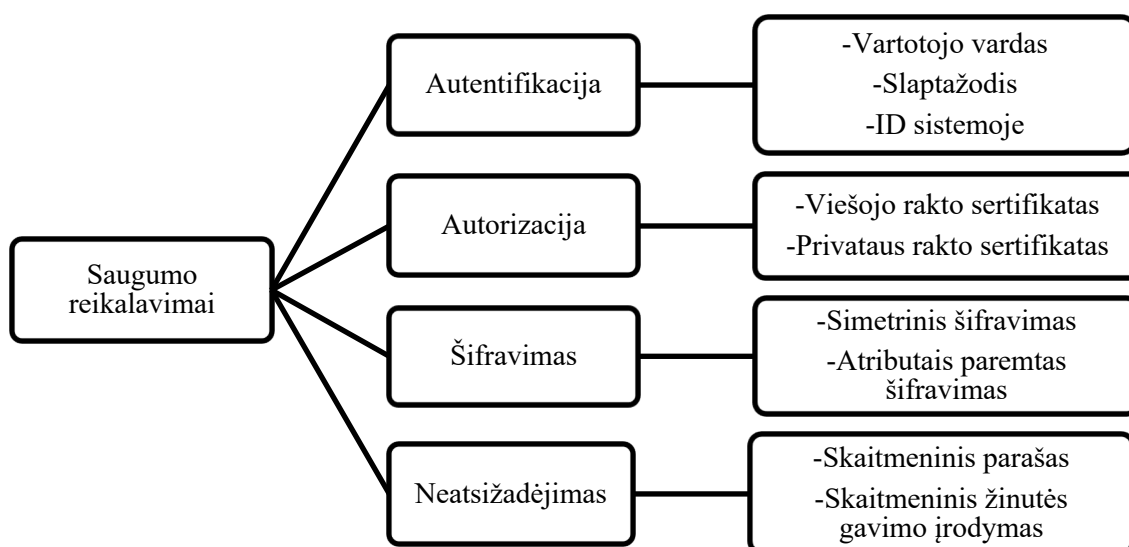 Saugumo
reikalavimai
Autentifikacija
-Vartotojo vardas
-Slaptažodis
-ID sistemoje
Autorizacija
-Viešojo rakto sertifikatas
-Privataus rakto sertifikatas
Šifravimas
-Simetrinis šifravimas
-Atributais paremtas
šifravimas
Neatsižadėjimas
-Skaitmeninis parašas
-Skaitmeninis žinutės
gavimo įrodymas